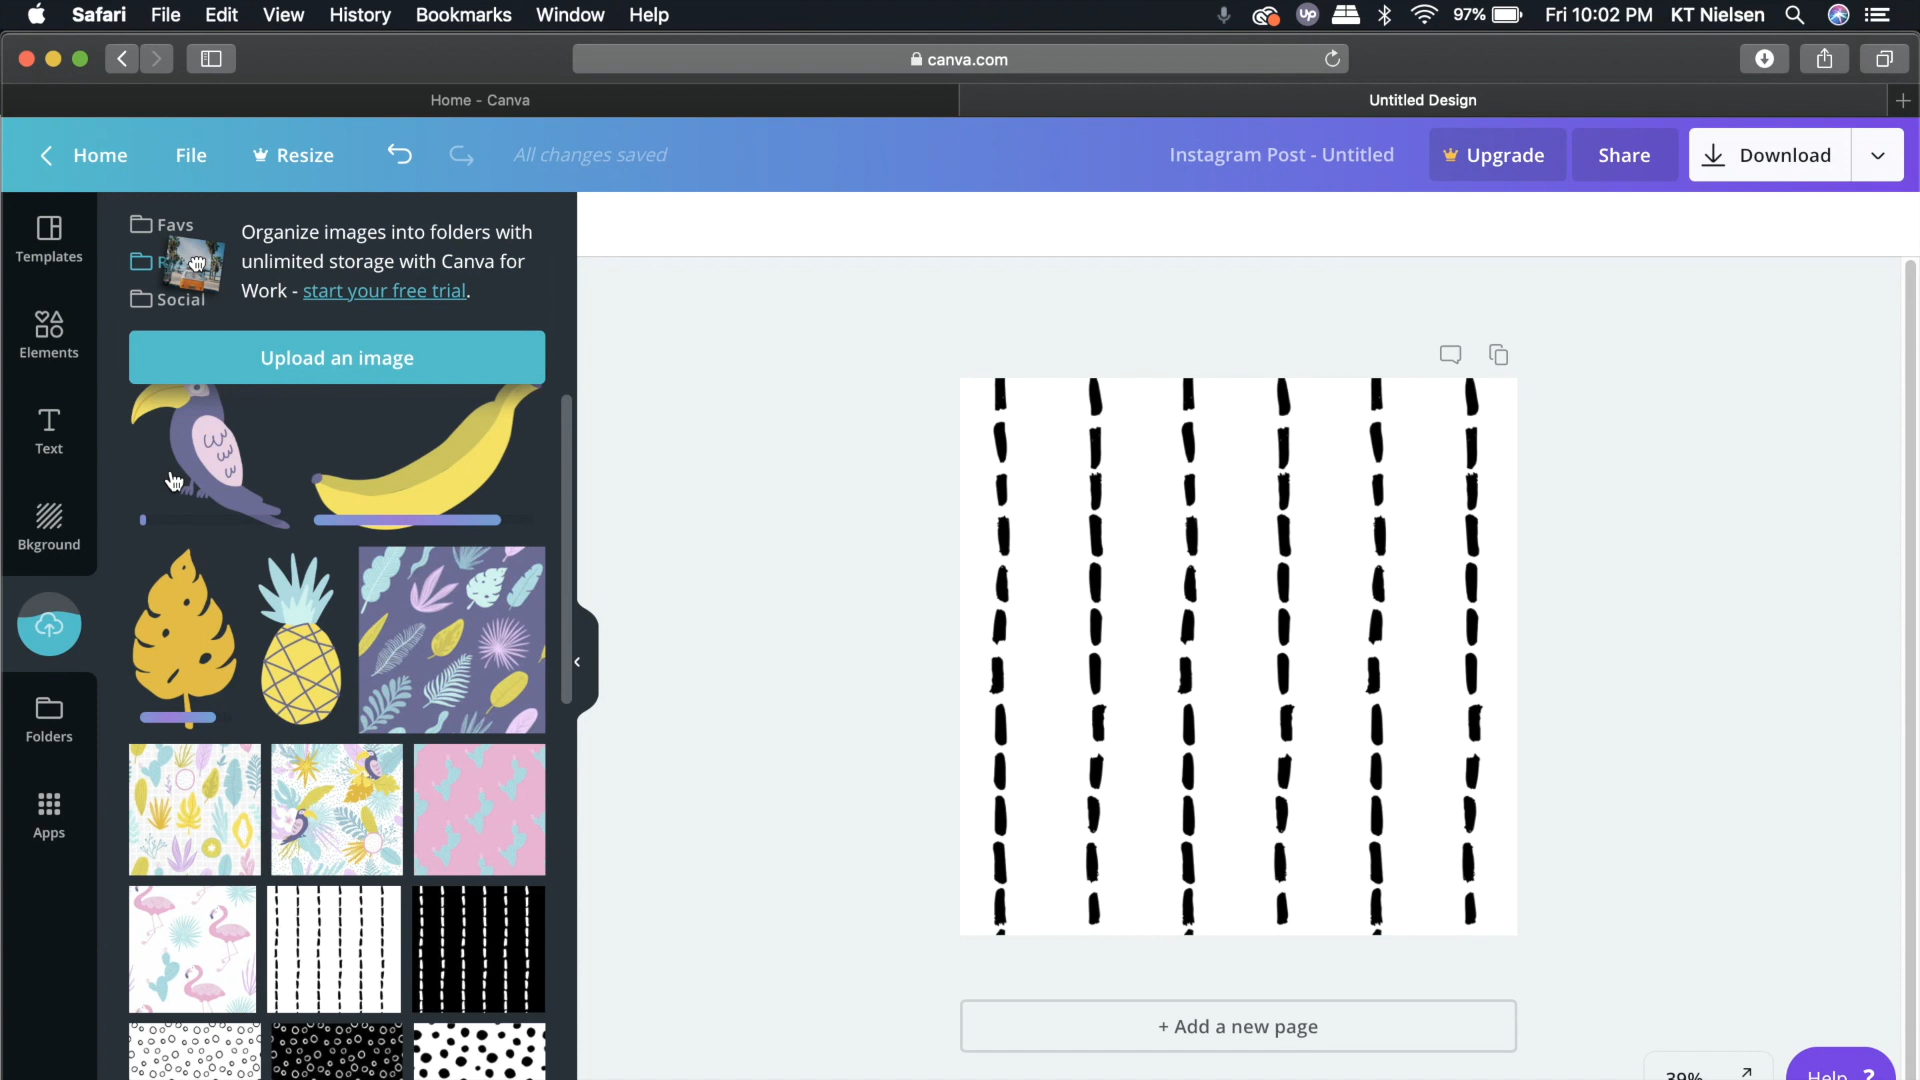 Safari File Edit View History Bookmarks Window Help
Up 97% Fri 10:02 PM KT Nielsen
canva.com
Home - Canva
Untitled Design
Home File Resize All changes saved
Instagram Post - Untitled Upgrade Share Download
Templates
Elements
Text
Bkground
Folders
Apps
Favs
Social
Organize images into folders with
unlimited storage with Canva for
Work - start your free trial.
Upload an image
+ Add a new page
39%
Help ?